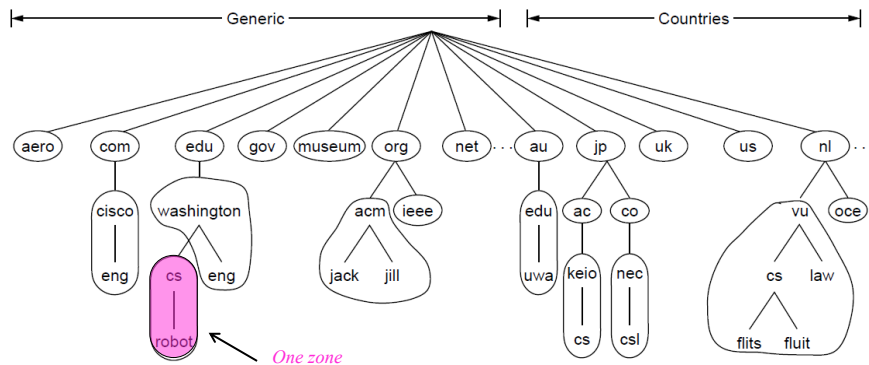 Generic Countries
aero com edu gov museum org net ... au jp uk us nl ...
cisco washington acm ieee edu ac co vu oce
eng cs eng jack jill uwa keio nec cs law
robot cs csl flits fluit
One zone